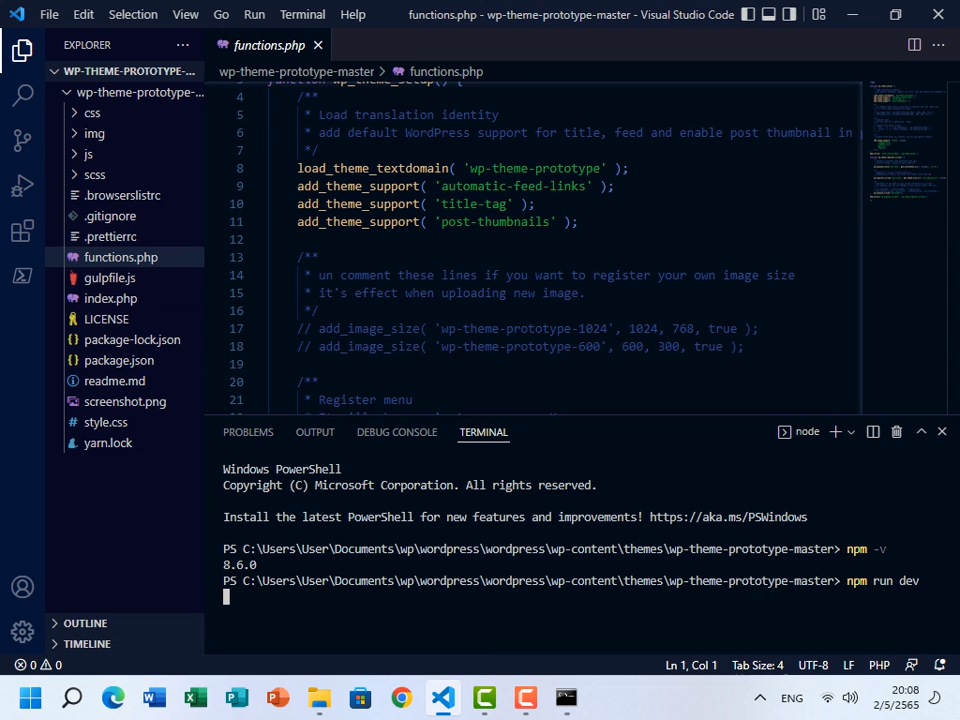 File Edit Selection View Go Run Terminal Help functions.php - wp-theme-prototype-master - Visual Studio Code
EXPLORER
functions.php
WP-THEME-PROTOTYPE-...
wp-theme-prototype-master > functions.php
wp-theme-prototype-...
css
img
js
scss
.browserslistrc
.gitignore
.prettierrc
functions.php
gulpfile.js
index.php
LICENSE
package-lock.json
package.json
readme.md
screenshot.png
style.css
yarn.lock
OUTLINE
TIMELINE
4 /**
5 * Load translation identity
6 * add default WordPress support for title, feed and enable post thumbnail in
7 */
8 load_theme_textdomain( 'wp-theme-prototype' );
9 add_theme_support( 'automatic-feed-links' );
10 add_theme_support( 'title-tag' );
11 add_theme_support( 'post-thumbnails' );
12
13 /**
14 * un comment these lines if you want to register your own image size
15 * it's effect when uploading new image.
16 */
17 // add_image_size( 'wp-theme-prototype-1024', 1024, 768, true );
18 // add_image_size( 'wp-theme-prototype-600', 600, 300, true );
19
20 /**
21 * Register menu
PROBLEMS OUTPUT DEBUG CONSOLE TERMINAL node
Windows PowerShell
Copyright (C) Microsoft Corporation. All rights reserved.
Install the latest PowerShell for new features and improvements! https://aka.ms/PSWindows
PS C:\Users\User\Documents\wp\wordpress\wordpress\wp-content\themes\wp-theme-prototype-master> npm -v
8.6.0
PS C:\Users\User\Documents\wp\wordpress\wordpress\wp-content\themes\wp-theme-prototype-master> npm run dev
0 0 Ln 1, Col 1 Tab Size: 4 UTF-8 LF PHP
ENG
20:08
2/5/2565